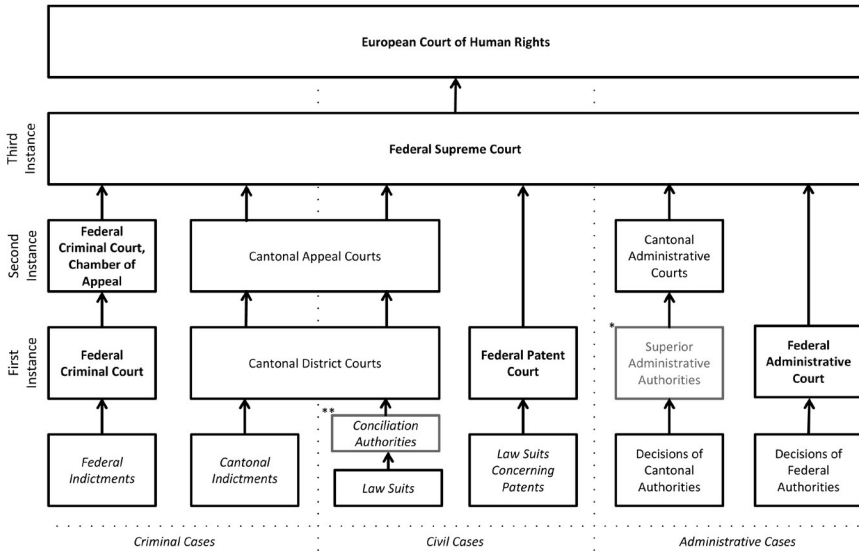 European Court of Human Rights
Third
Instance
Federal Supreme Court
Second
Instance
Federal
Criminal Court,
Chamber of
Appeal
Cantonal Appeal Courts
Cantonal
Administrative
Courts
First
Instance
Federal
Criminal Court
Cantonal District Courts
Federal Patent
Court
*
Superior
Administrative
Authorities
Federal
Administrative
Court
**
Conciliation
Authorities
Federal
Indictments
Cantonal
Indictments
Law Suits
Law Suits
Concerning
Patents
Decisions of
Cantonal
Authorities
Decisions of
Federal
Authorities
Criminal Cases
Civil Cases
Administrative Cases